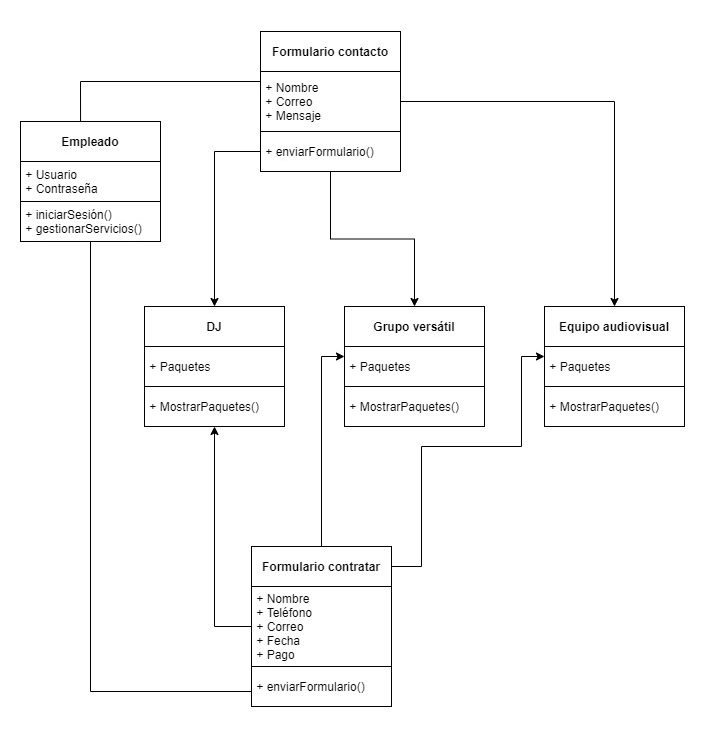 Formulario contacto
+ Nombre
+ Correo
+ Mensaje
+ enviarFormulario()
Empleado
+ Usuario
+ Contraseña
+ iniciarSesión()
+ gestionarServicios()
DJ
+ Paquetes
+ MostrarPaquetes()
Grupo versátil
+ Paquetes
+ MostrarPaquetes()
Equipo audiovisual
+ Paquetes
+ MostrarPaquetes()
Formulario contratar
+ Nombre
+ Teléfono
+ Correo
+ Fecha
+ Pago
+ enviarFormulario()